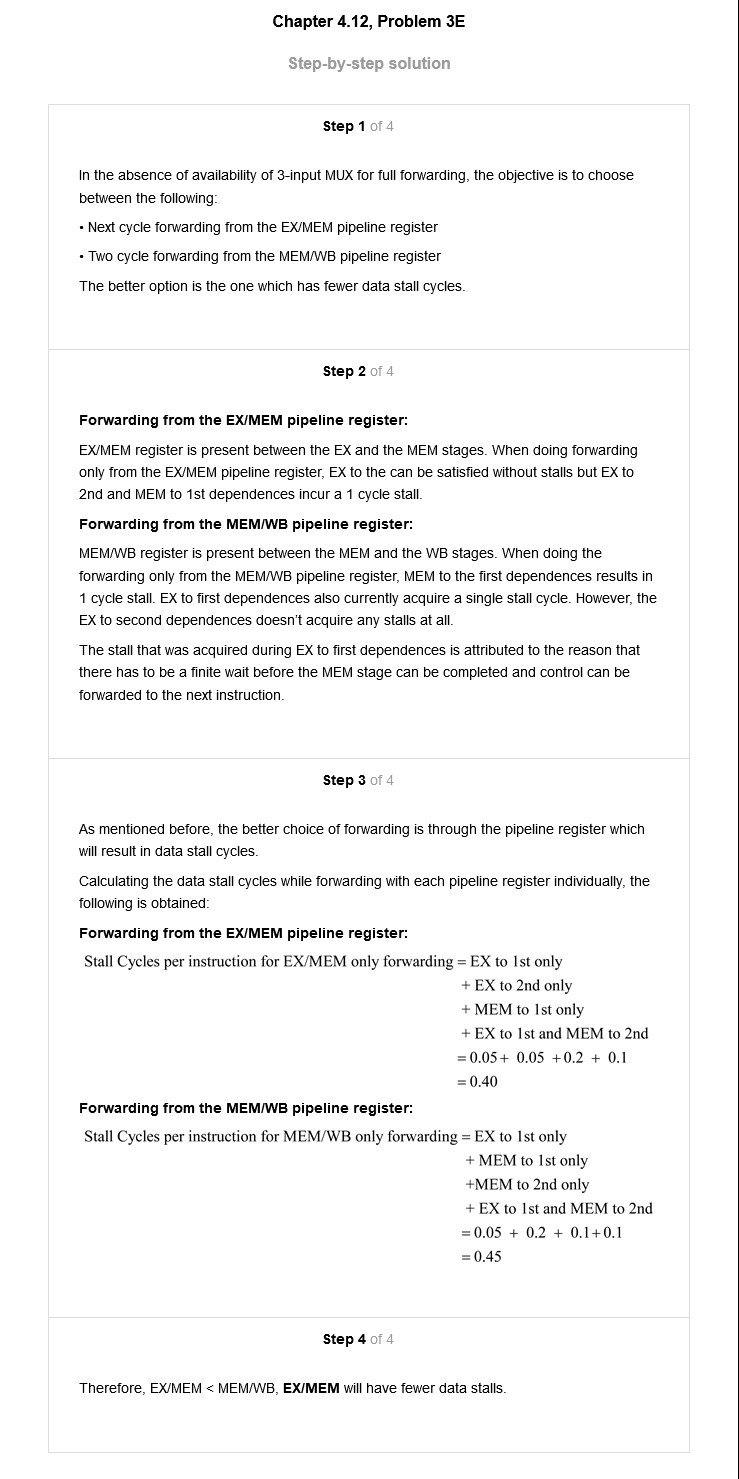 Chapter 4.12, Problem 3E
Step-by-step solution
Step 1 of 4
In the absence of availability of 3-input MUX for full forwarding, the objective is to choose
between the following:
• Next cycle forwarding from the EX/MEM pipeline register
• Two cycle forwarding from the MEM/WB pipeline register
The better option is the one which has fewer data stall cycles.
Step 2 of 4
Forwarding from the EX/MEM pipeline register:
EX/MEM register is present between the EX and the MEM stages. When doing forwarding
only from the EX/MEM pipeline register, EX to the can be satisfied without stalls but EX to
2nd and MEM to 1st dependences incur a 1 cycle stall.
Forwarding from the MEM/WB pipeline register:
MEM/WB register is present between the MEM and the WB stages. When doing the
forwarding only from the MEM/WB pipeline register, MEM to the first dependences results in
1 cycle stall. EX to first dependences also currently acquire a single stall cycle. However, the
EX to second dependences doesn't acquire any stalls at all.
The stall that was acquired during EX to first dependences is attributed to the reason that
there has to be a finite wait before the MEM stage can be completed and control can be
forwarded to the next instruction.
Step 3 of 4
As mentioned before, the better choice of forwarding is through the pipeline register which
will result in data stall cycles.
Calculating the data stall cycles while forwarding with each pipeline register individually, the
following is obtained:
Forwarding from the EX/MEM pipeline register:
Stall Cycles per instruction for EX/MEM only forwarding = EX to 1st only
+ EX to 2nd only
+ MEM to 1st only
+ EX to 1st and MEM to 2nd
= 0.05 + 0.05 + 0.2 + 0.1
= 0.40
Forwarding from the MEM/WB pipeline register:
Stall Cycles per instruction for MEM/WB only forwarding = EX to 1st only
+ MEM to 1st only
+MEM to 2nd only
+ EX to 1st and MEM to 2nd
= 0.05 + 0.2 + 0.1+0.1
= 0.45
Step 4 of 4
Therefore, EX/MEM < MEM/WB, EX/MEM will have fewer data stalls.